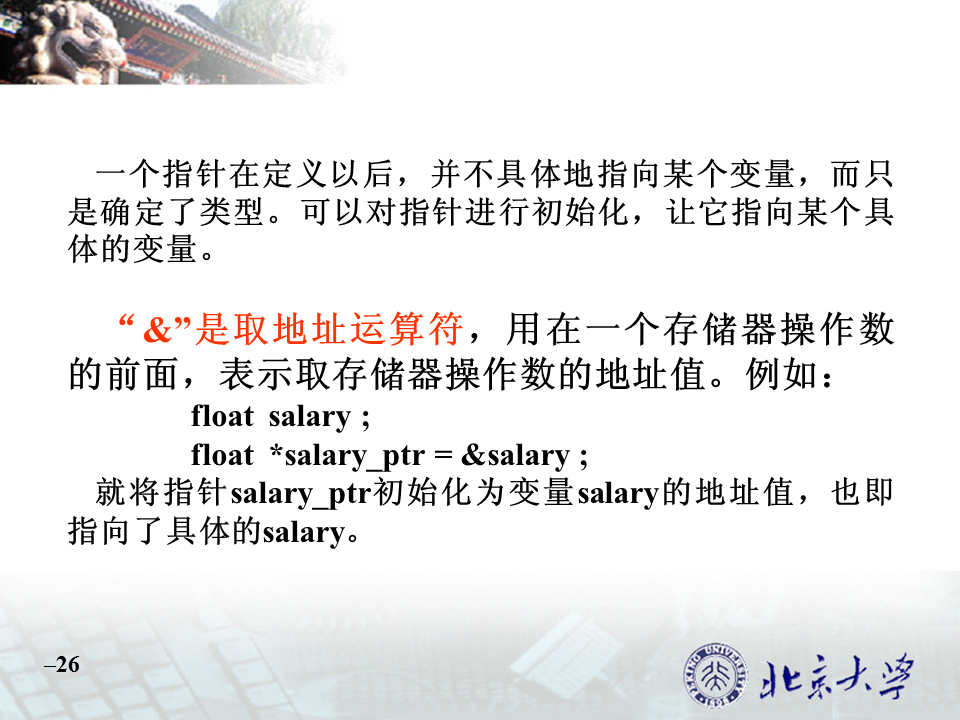 一个指针在定义以后，并不具体地指向某个变量，而只
是确定了类型。可以对指针进行初始化，让它指向某个具
体的变量。
“&”是取地址运算符，用在一个存储器操作数
的前面，表示取存储器操作数的地址值。例如：
float salary ;
float *salary_ptr = &salary ;
就将指针salary_ptr初始化为变量salary的地址值，也即
指向了具体的salary。
–26
PEKING UNIVERSITY
1898
北京大学